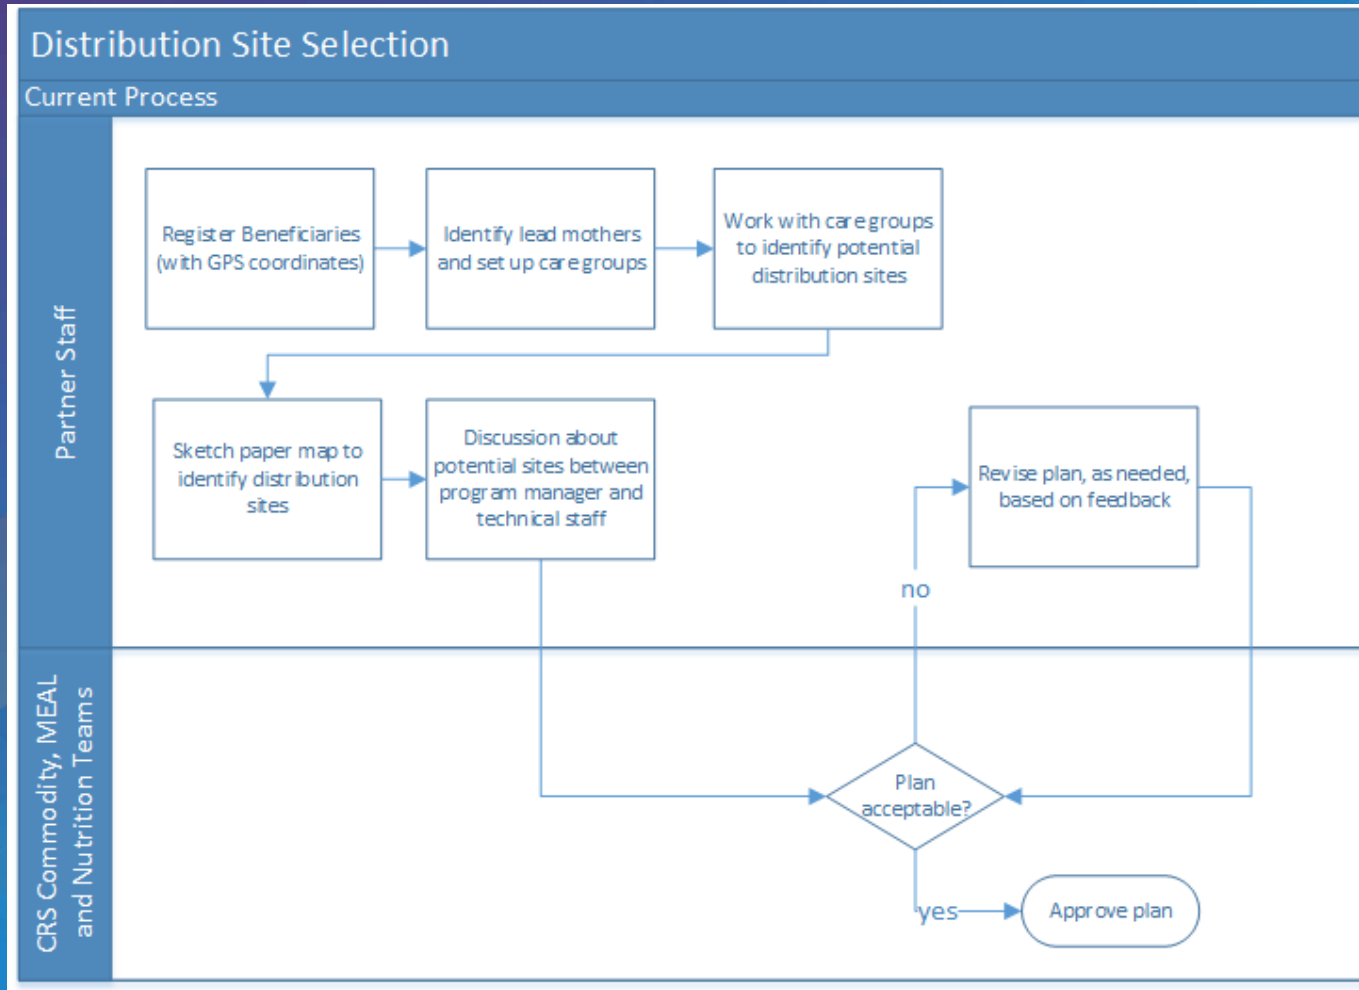 Distribution Site Selection
Current Process
Partner Staff
Register Beneficiaries
(with GPS coordinates)
Identify lead mothers
and set up care groups
Work with care groups
to identify potential
distribution sites
Sketch paper map to
identify distribution
sites
Discussion about
potential sites between
program manager and
technical staff
Revise plan, as needed,
based on feedback
no
CRS Commodity, MEAL
and Nutrition Teams
Plan
acceptable?
yes
Approve plan